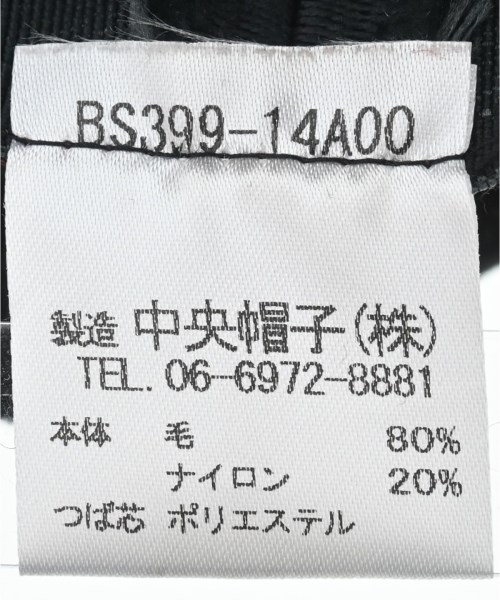 BS399-14A00
製造 中央帽子(株)
TEL. 06-6972-8881
本体 毛 80%
ナイロン 20%
つば芯 ポリエステル